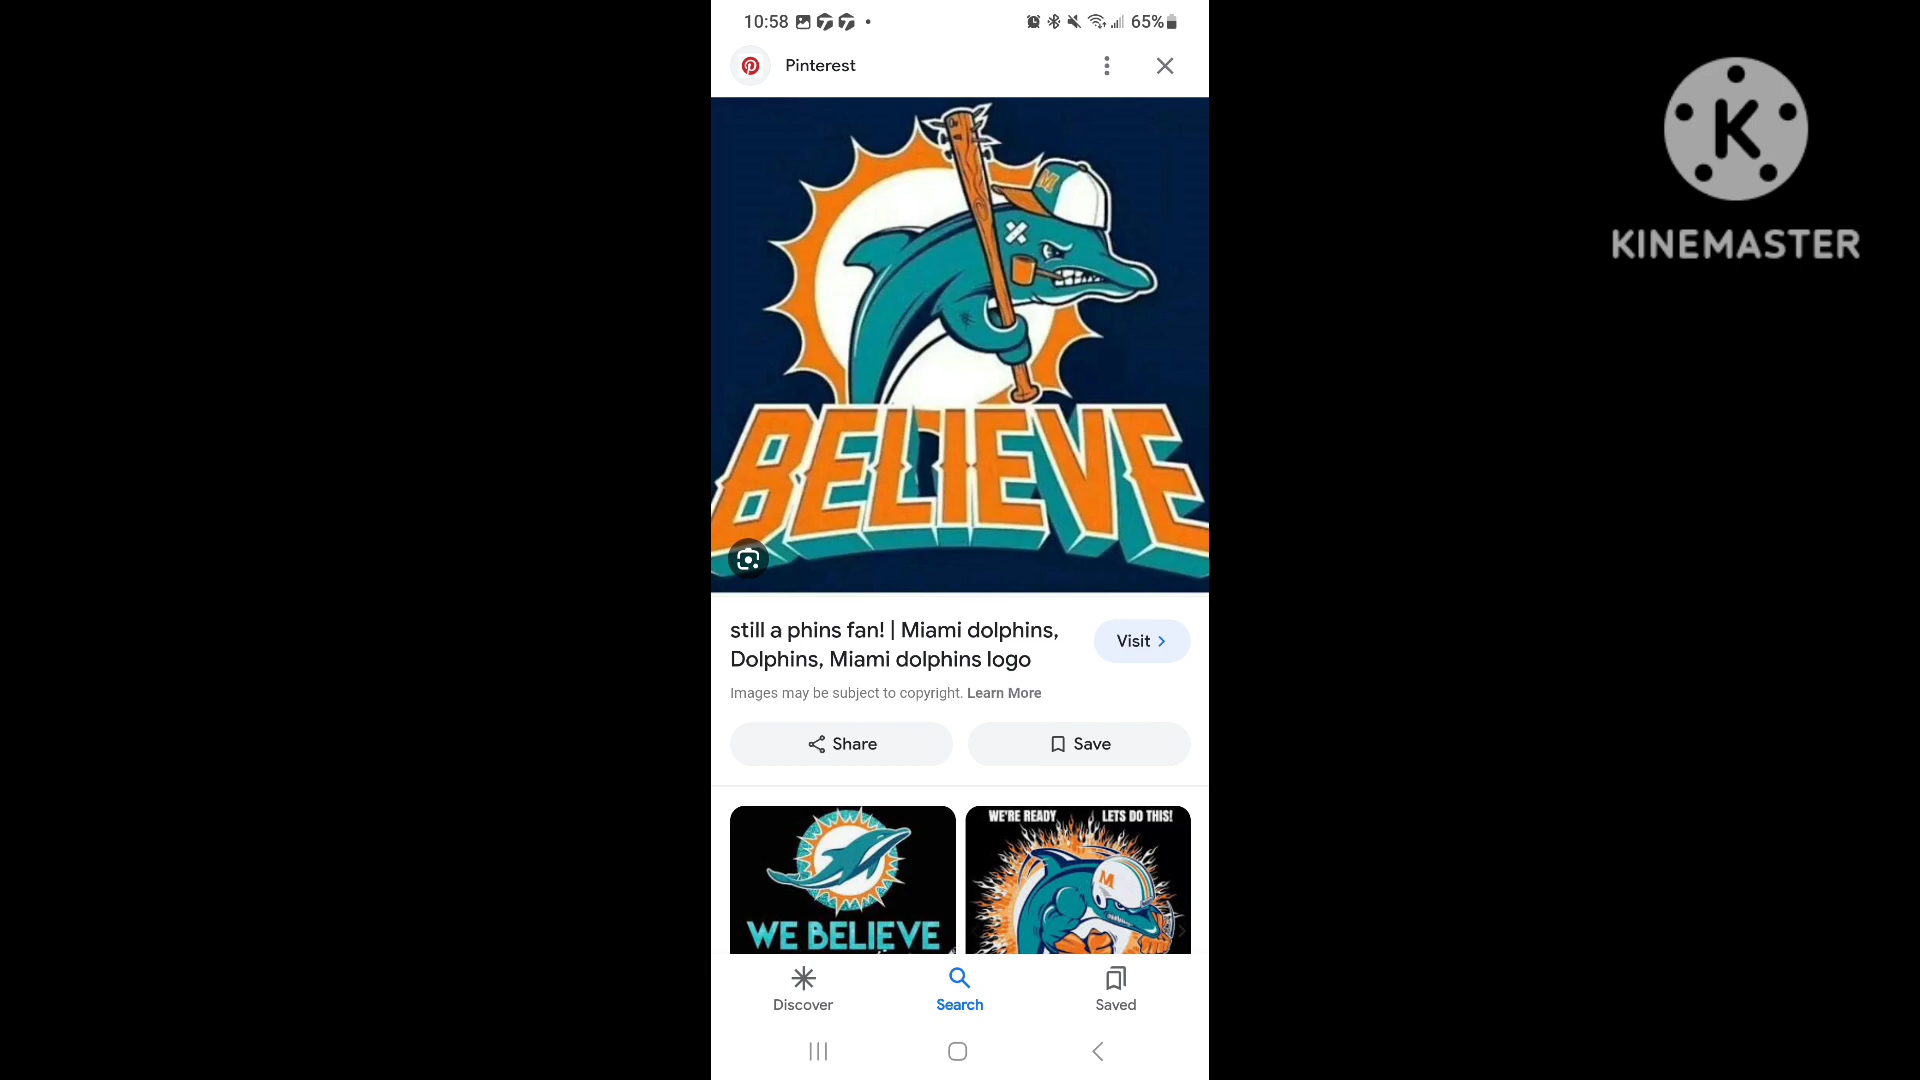 10:58
65%
Pinterest
K
KINEMASTER
M
BELIEVE
still a phins fan! | Miami dolphins,
Dolphins, Miami dolphins logo
Visit
Images may be subject to copyright. Learn More
Share
Save
WE BELIEVE
WE'RE READY LETS DO THIS!
M
Discover
Search
Saved